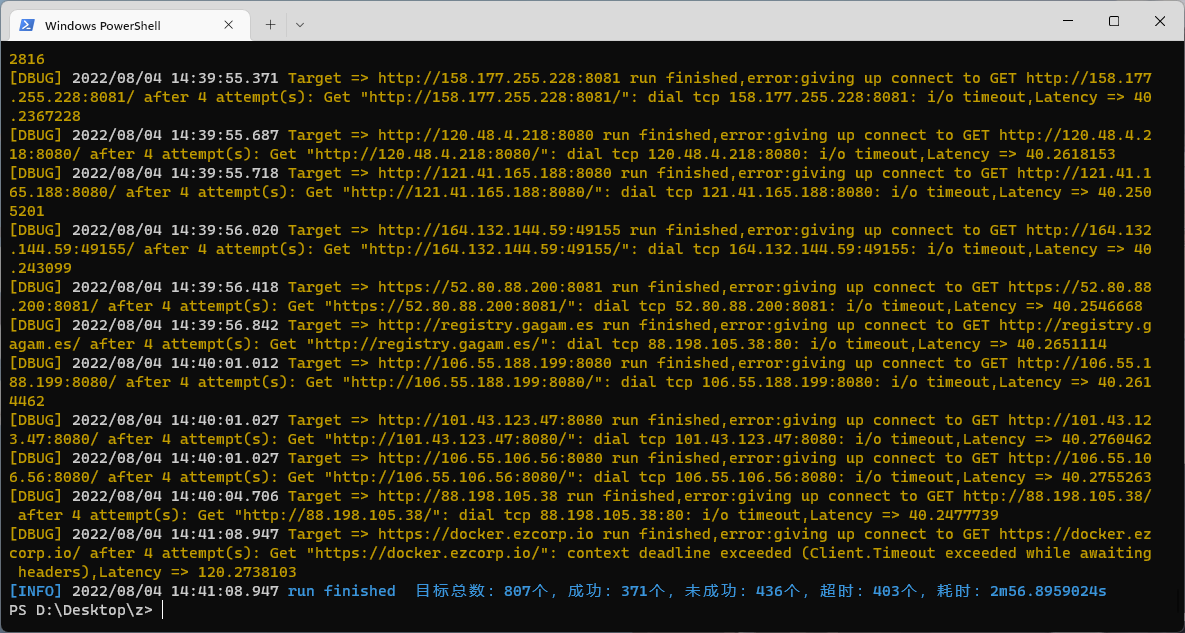 Windows PowerShell
2816
[DBUG] 2022/08/04 14:39:55.371 Target => http://158.177.255.228:8081 run finished,error:giving up connect to GET http://158.177
.255.228:8081/ after 4 attempt(s): Get "http://158.177.255.228:8081/": dial tcp 158.177.255.228:8081: i/o timeout,Latency => 40
.2367228
[DBUG] 2022/08/04 14:39:55.687 Target => http://120.48.4.218:8080 run finished,error:giving up connect to GET http://120.48.4.2
18:8080/ after 4 attempt(s): Get "http://120.48.4.218:8080/": dial tcp 120.48.4.218:8080: i/o timeout,Latency => 40.2618153
[DBUG] 2022/08/04 14:39:55.718 Target => http://121.41.165.188:8080 run finished,error:giving up connect to GET http://121.41.1
65.188:8080/ after 4 attempt(s): Get "http://121.41.165.188:8080/": dial tcp 121.41.165.188:8080: i/o timeout,Latency => 40.250
5201
[DBUG] 2022/08/04 14:39:56.020 Target => http://164.132.144.59:49155 run finished,error:giving up connect to GET http://164.132
.144.59:49155/ after 4 attempt(s): Get "http://164.132.144.59:49155/": dial tcp 164.132.144.59:49155: i/o timeout,Latency => 40
.243099
[DBUG] 2022/08/04 14:39:56.418 Target => https://52.80.88.200:8081 run finished,error:giving up connect to GET https://52.80.88
.200:8081/ after 4 attempt(s): Get "https://52.80.88.200:8081/": dial tcp 52.80.88.200:8081: i/o timeout,Latency => 40.2546668
[DBUG] 2022/08/04 14:39:56.842 Target => http://registry.gagam.es run finished,error:giving up connect to GET http://registry.g
agam.es/ after 4 attempt(s): Get "http://registry.gagam.es/": dial tcp 88.198.105.38:80: i/o timeout,Latency => 40.2651114
[DBUG] 2022/08/04 14:40:01.012 Target => http://106.55.188.199:8080 run finished,error:giving up connect to GET http://106.55.1
88.199:8080/ after 4 attempt(s): Get "http://106.55.188.199:8080/": dial tcp 106.55.188.199:8080: i/o timeout,Latency => 40.261
4462
[DBUG] 2022/08/04 14:40:01.027 Target => http://101.43.123.47:8080 run finished,error:giving up connect to GET http://101.43.12
3.47:8080/ after 4 attempt(s): Get "http://101.43.123.47:8080/": dial tcp 101.43.123.47:8080: i/o timeout,Latency => 40.2760462
[DBUG] 2022/08/04 14:40:01.027 Target => http://106.55.106.56:8080 run finished,error:giving up connect to GET http://106.55.10
6.56:8080/ after 4 attempt(s): Get "http://106.55.106.56:8080/": dial tcp 106.55.106.56:8080: i/o timeout,Latency => 40.2755263
[DBUG] 2022/08/04 14:40:04.706 Target => http://88.198.105.38 run finished,error:giving up connect to GET http://88.198.105.38/
 after 4 attempt(s): Get "http://88.198.105.38/": dial tcp 88.198.105.38:80: i/o timeout,Latency => 40.2477739
[DBUG] 2022/08/04 14:41:08.947 Target => https://docker.ezcorp.io run finished,error:giving up connect to GET https://docker.ez
corp.io/ after 4 attempt(s): Get "https://docker.ezcorp.io/": context deadline exceeded (Client.Timeout exceeded while awaiting
 headers),Latency => 120.2738103
[INFO] 2022/08/04 14:41:08.947 run finished  目标总数: 807个, 成功: 371个, 未成功: 436个, 超时: 403个, 耗时: 2m56.8959024s
PS D:\Desktop\z>